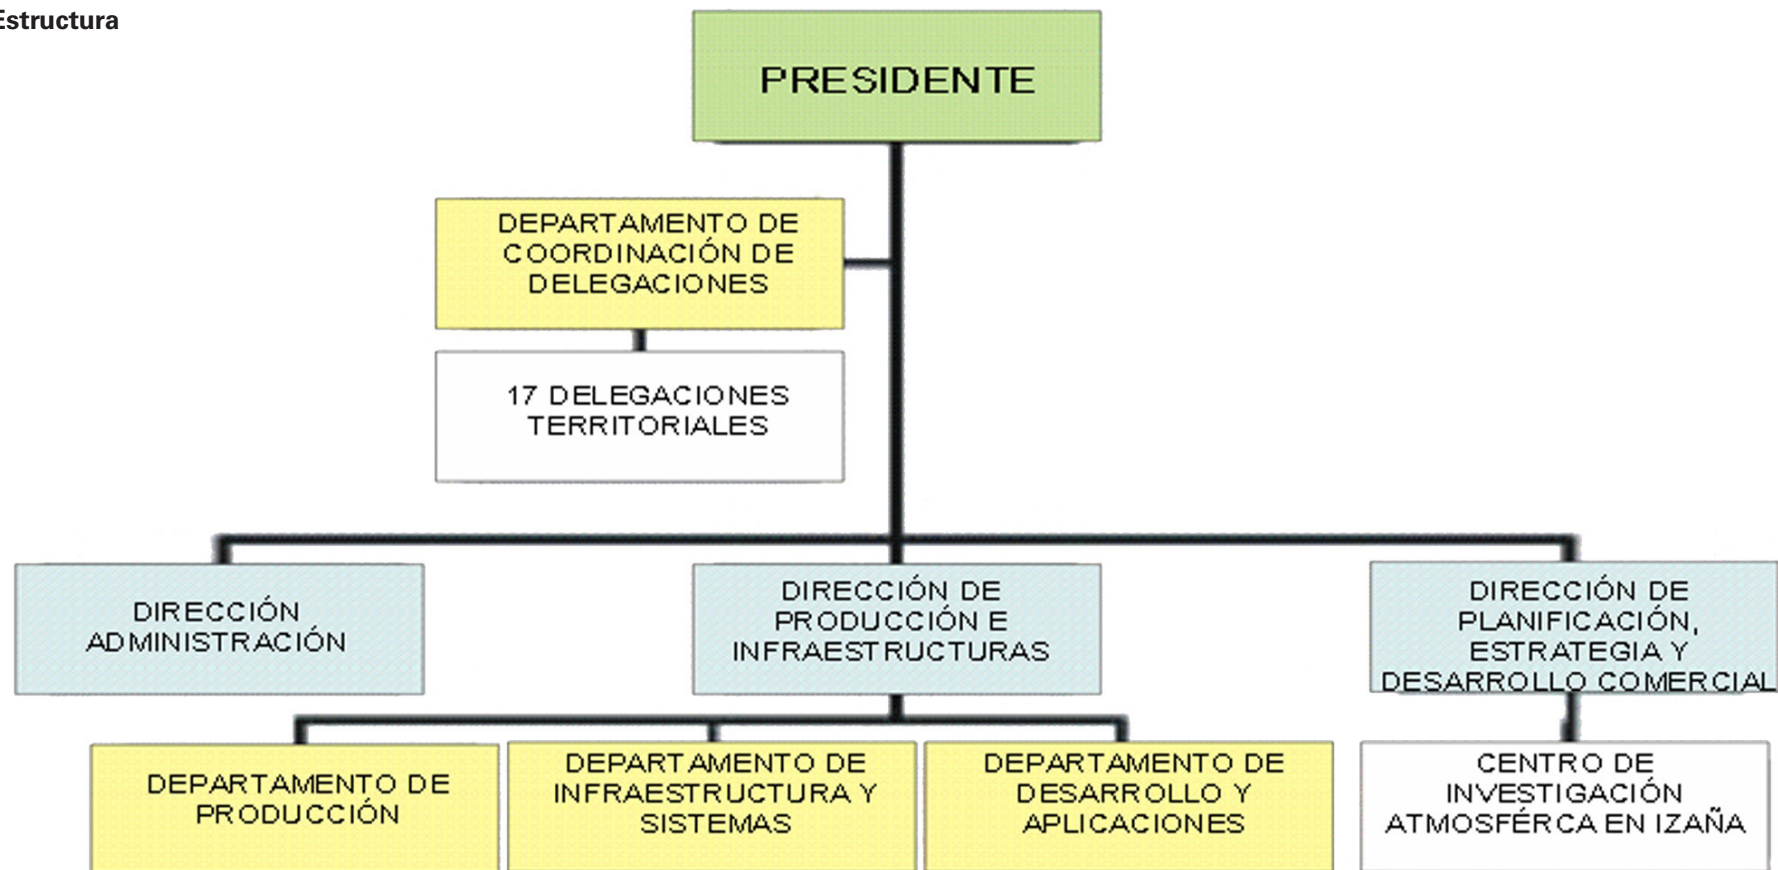 Estructura
PRESIDENTE
DEPARTAMENTO DE
COORDINACIÓN DE
DELEGACIONES
17 DELEGACIONES
TERRITORIALES
DIRECCIÓN
ADMINISTRACIÓN
DIRECCIÓN DE
PRODUCCIÓN E
INFRAESTRUCTURAS
DIRECCIÓN DE
PLANIFICACIÓN,
ESTRATEGIA Y
DESARROLLO COMERCIAL
DEPARTAMENTO DE
PRODUCCIÓN
DEPARTAMENTO DE
INFRAESTRUCTURA Y
SISTEMAS
DEPARTAMENTO DE
DESARROLLO Y
APLICACIONES
CENTRO DE
INVESTIGACIÓN
ATMOSFÉRCA EN IZAÑA